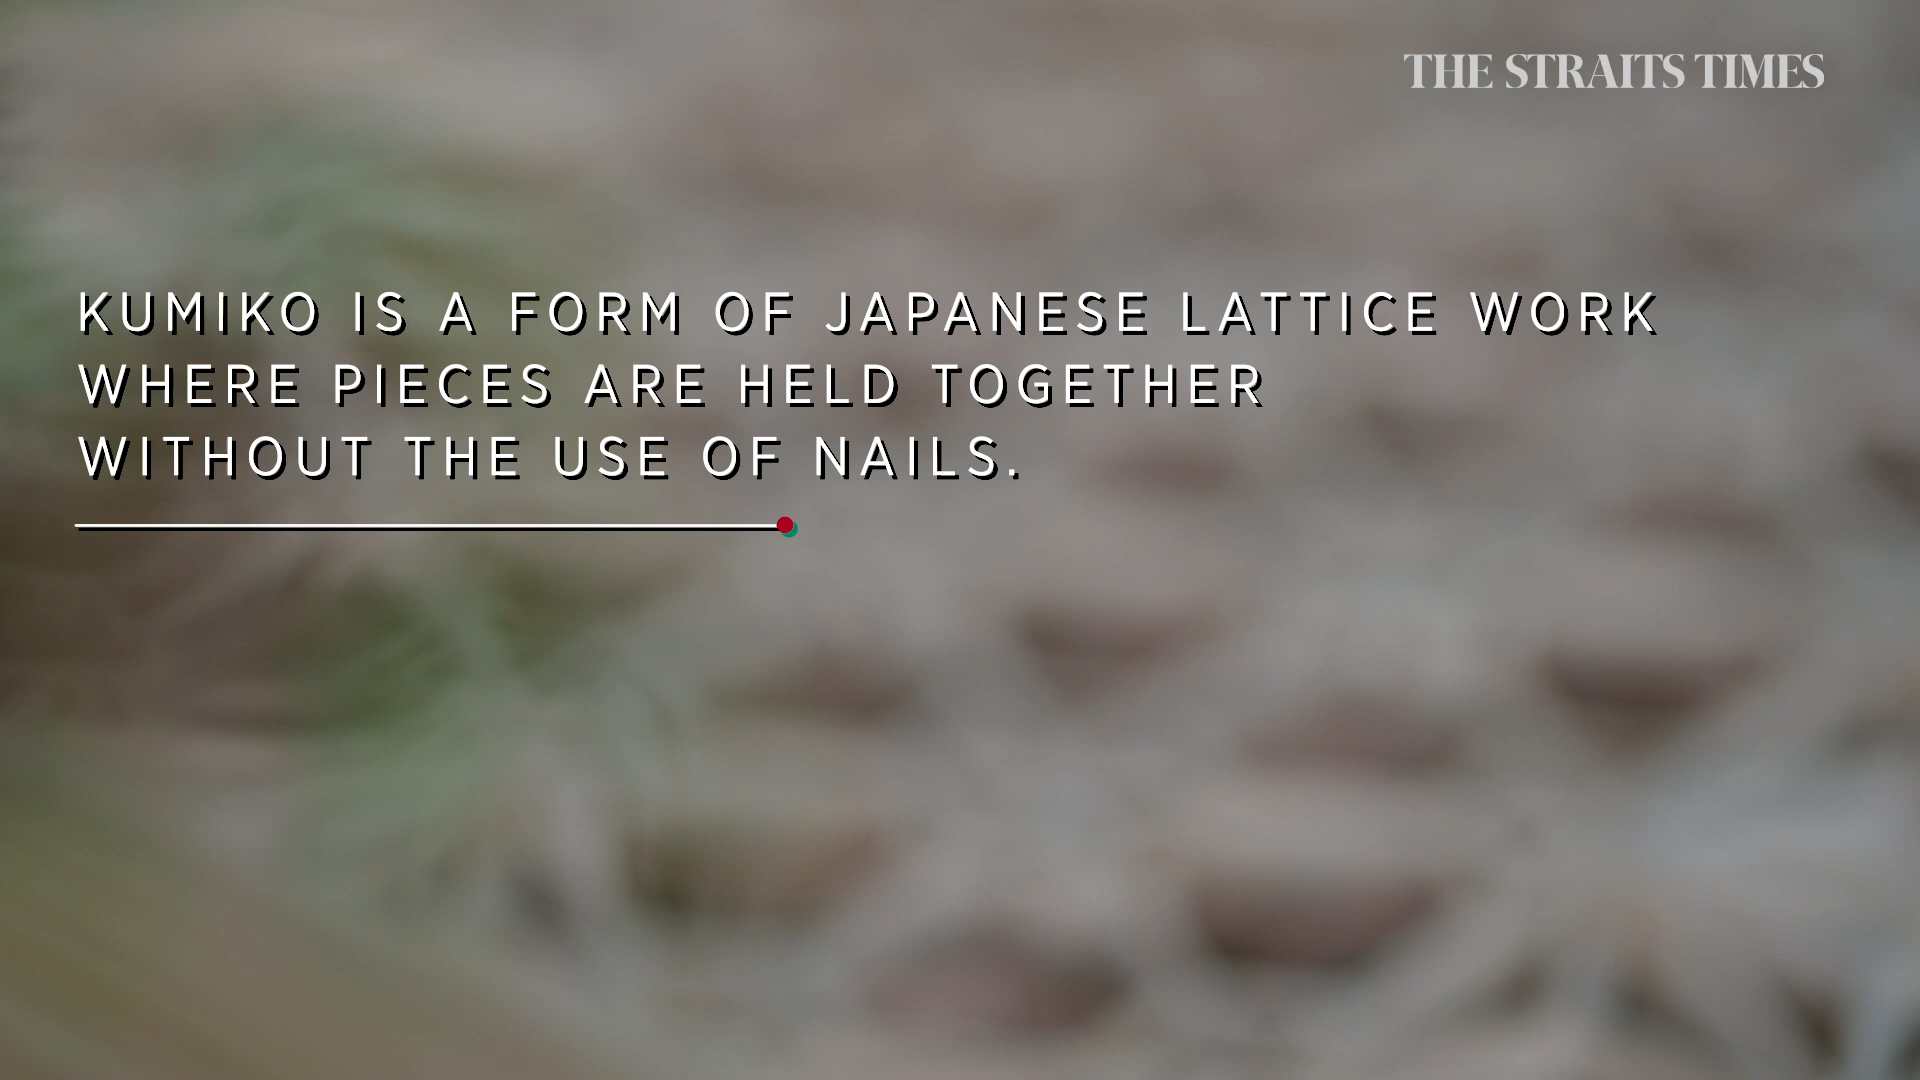 THE STRAITS TIMES
KUMIKO IS A FORM OF JAPANESE LATTICE WORK
WHERE PIECES ARE HELD TOGETHER
WITHOUT THE USE OF NAILS.